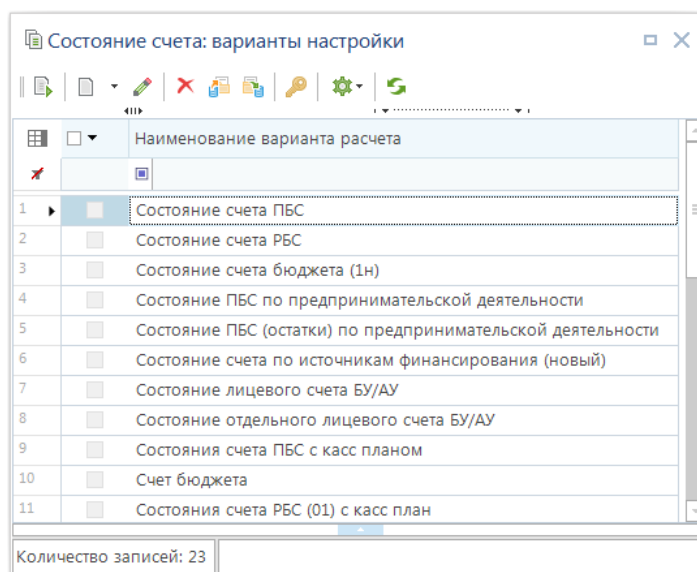 Состояние счета: варианты настройки
Наименование варианта расчета
1 Состояние счета ПБС
2 Состояние счета РБС
3 Состояние счета бюджета (1н)
4 Состояние ПБС по предпринимательской деятельности
5 Состояние ПБС (остатки) по предпринимательской деятельности
6 Состояние счета по источникам финансирования (новый)
7 Состояние лицевого счета БУ/АУ
8 Состояние отдельного лицевого счета БУ/АУ
9 Состояния счета ПБС с касс планом
10 Счет бюджета
11 Состояния счета РБС (01) с касс план
Количество записей: 23